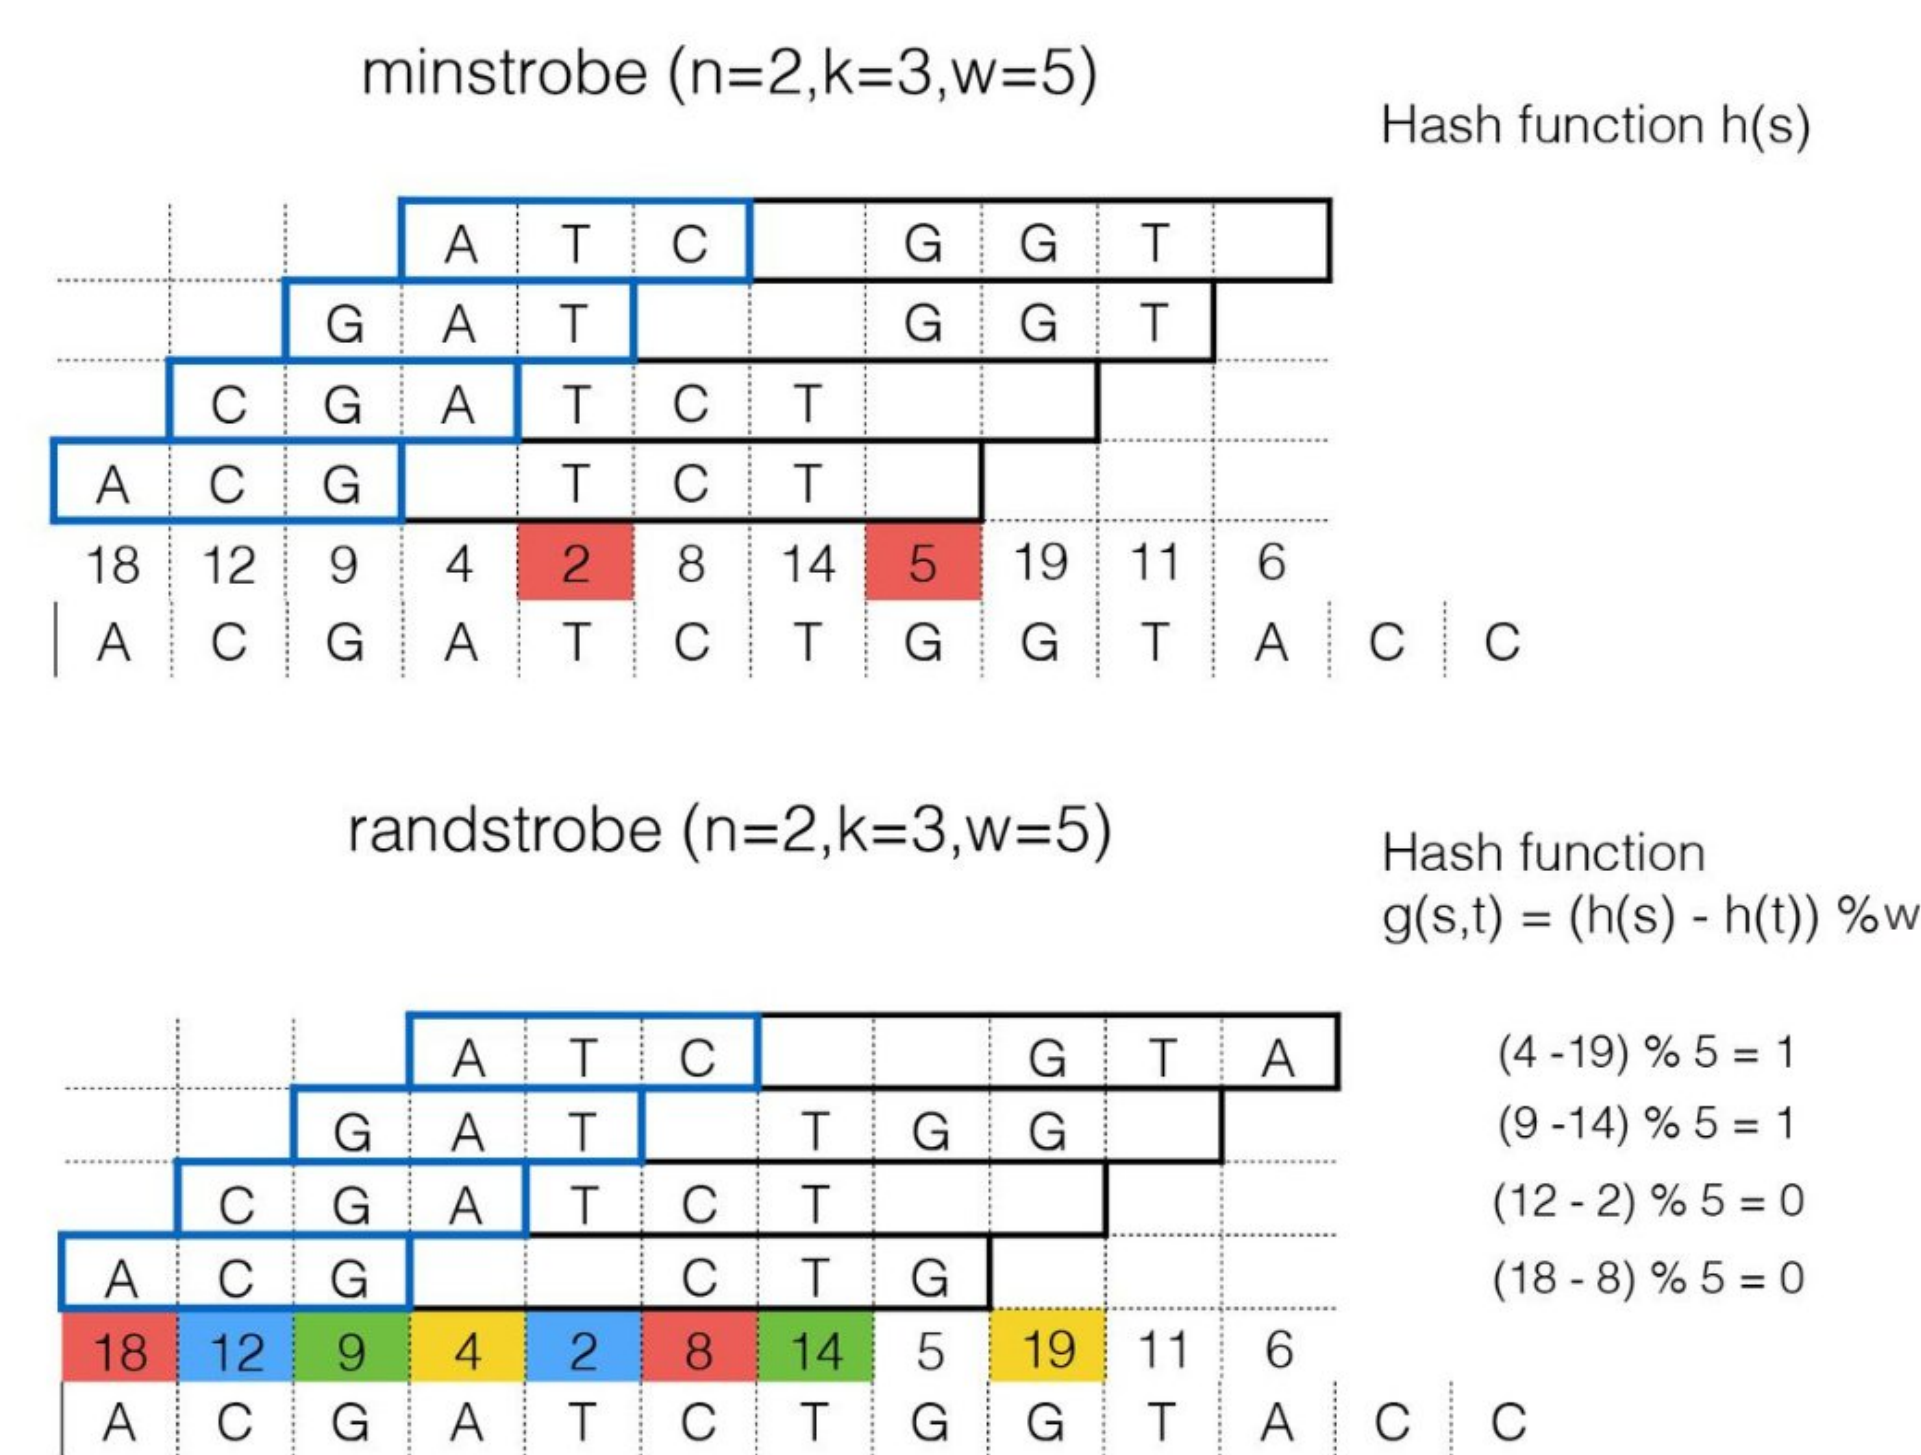 minstrobe (n=2,k=3,w=5)
Hash function h(s)
A T C G G T
G A T G G T
C G A T C T
A C G T C T
18 12 9 4 2 8 14 5 19 11 6
A C G A T C T G G T A C C
randstrobe (n=2,k=3,w=5)
Hash function
g(s,t) = (h(s) - h(t)) %w
A T C G T A (4 -19) % 5 = 1
G A T T G G (9 -14) % 5 = 1
C G A T C T (12 - 2) % 5 = 0
A C G C T G (18 - 8) % 5 = 0
18 12 9 4 2 8 14 5 19 11 6
A C G A T C T G G T A C C